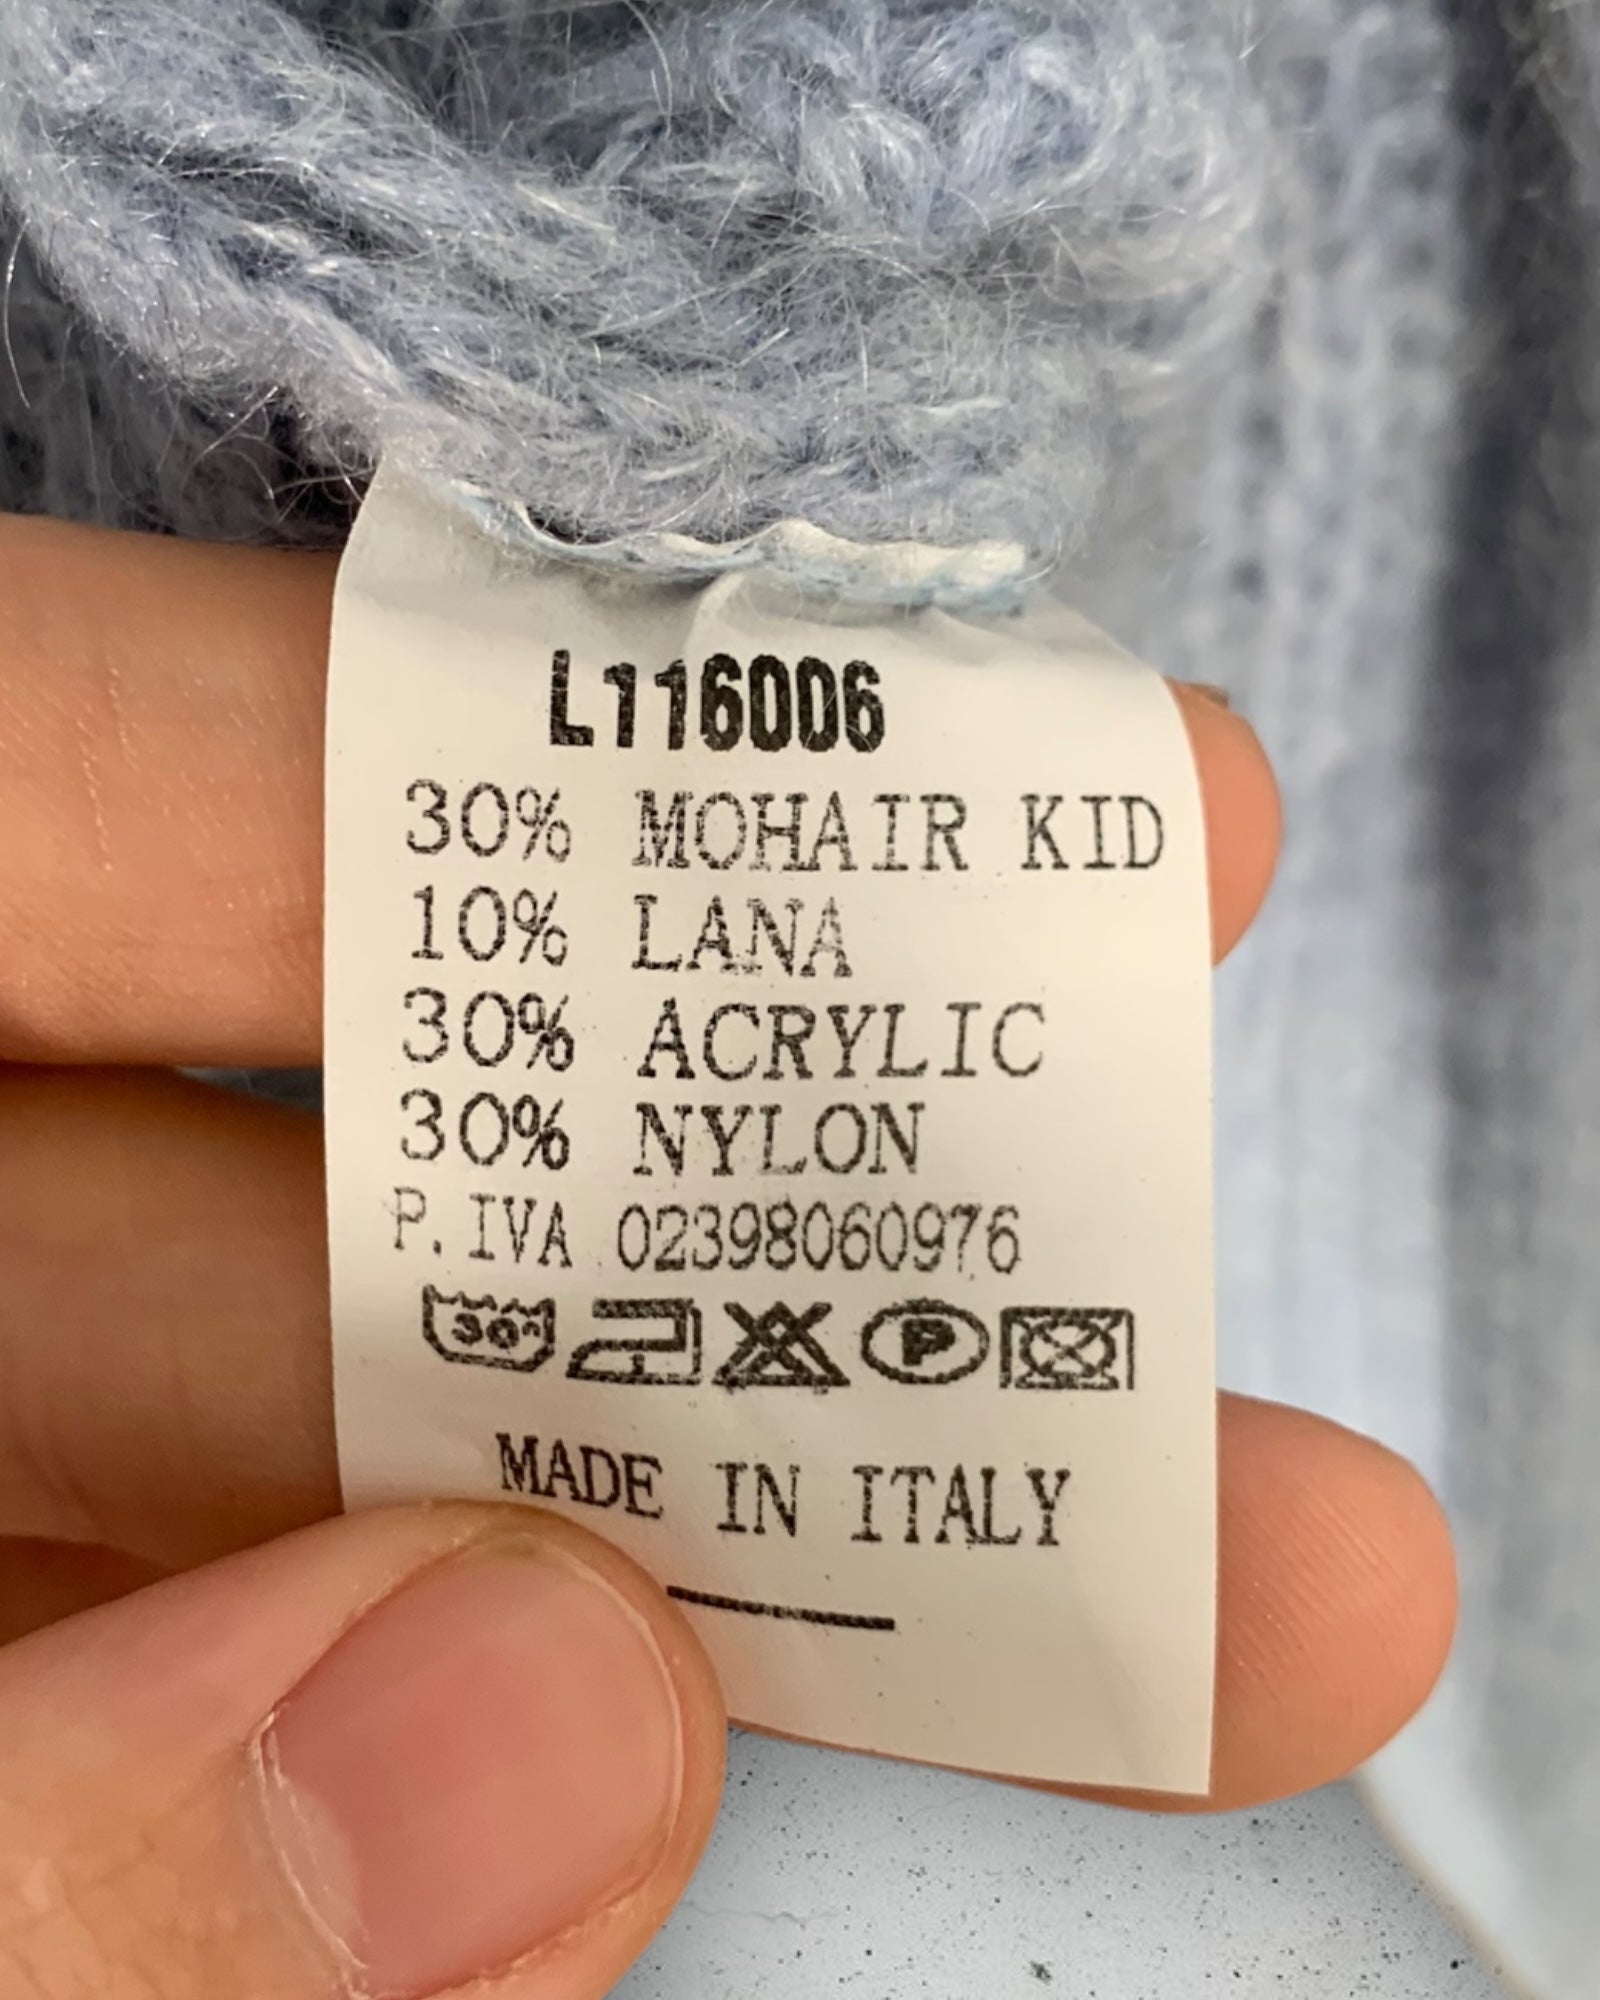 L116006
30% MOHAIR KID
10% LANA
30% ACRYLIC
30% NYLON
P.IVA 02398060976
30° P
MADE IN ITALY